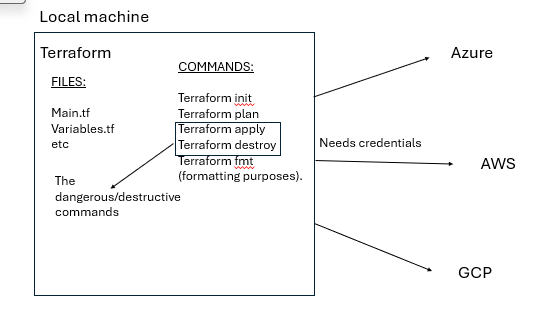 Local machine
Terraform
FILES:
Main.tf
Variables.tf
etc
The
dangerous/destructive
commands
COMMANDS:
Terraform init
Terraform plan
Terraform apply
Terraform destroy
Terraform fmt
(formatting purposes).
Needs credentials
Azure
AWS
GCP